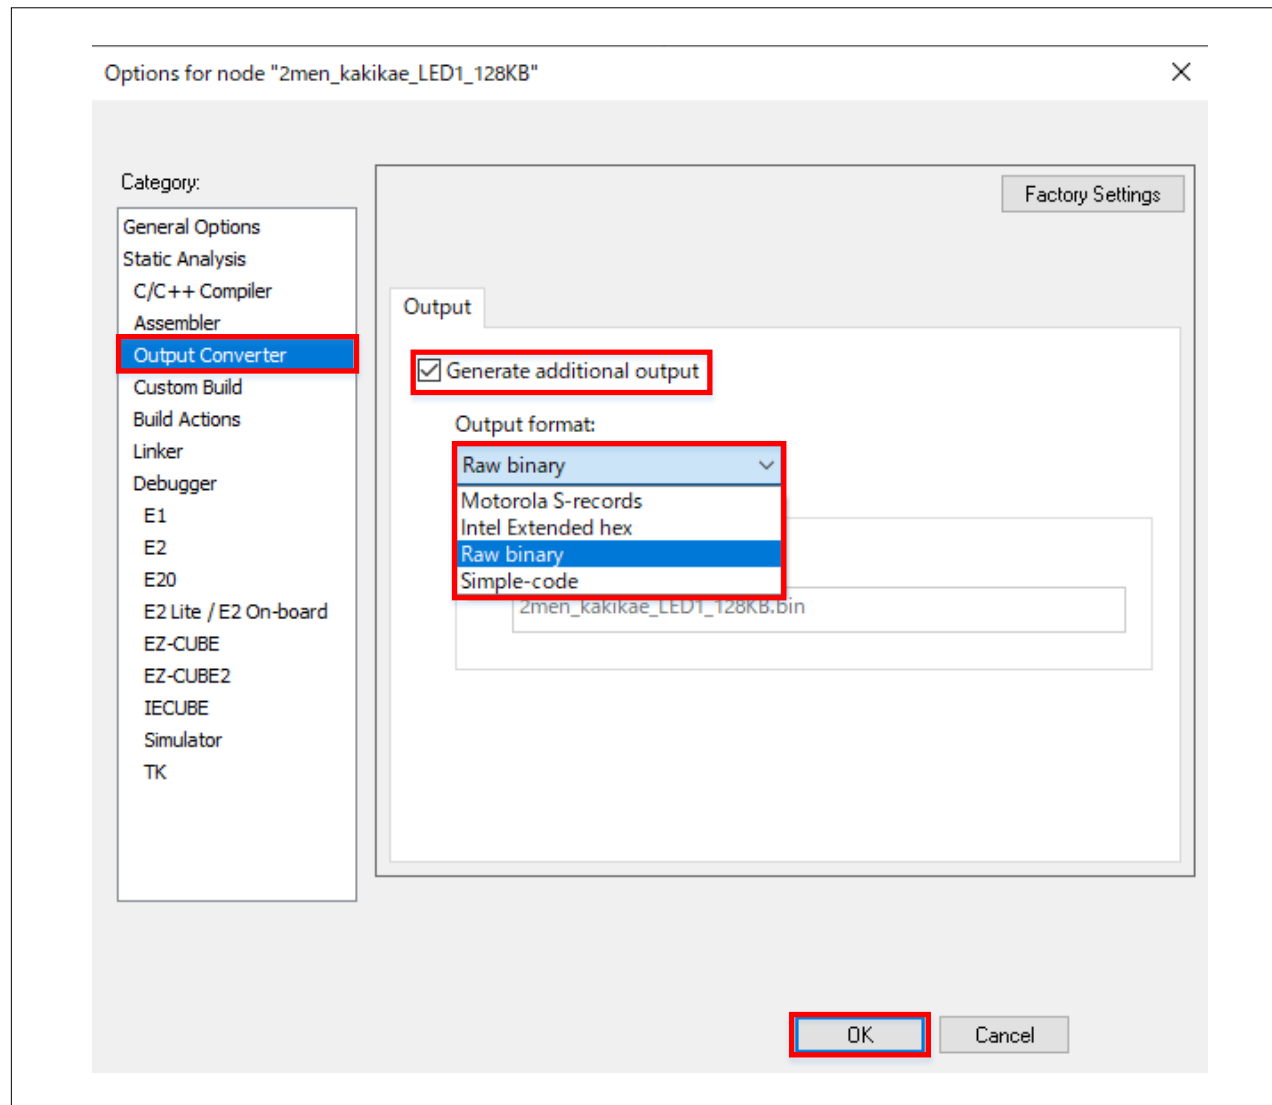 Options for node "2men_kakikae_LED1_128KB"
Category:
Factory Settings
General Options
Static Analysis
C/C++ Compiler
Assembler
Output Converter
Custom Build
Build Actions
Linker
Debugger
E1
E2
E20
E2 Lite / E2 On-board
EZ-CUBE
EZ-CUBE2
IECUBE
Simulator
TK
Output
Generate additional output
Output format:
Raw binary
Motorola S-records
Intel Extended hex
Raw binary
Simple-code
2men_kakikae_LED1_128KB.bin
OK
Cancel